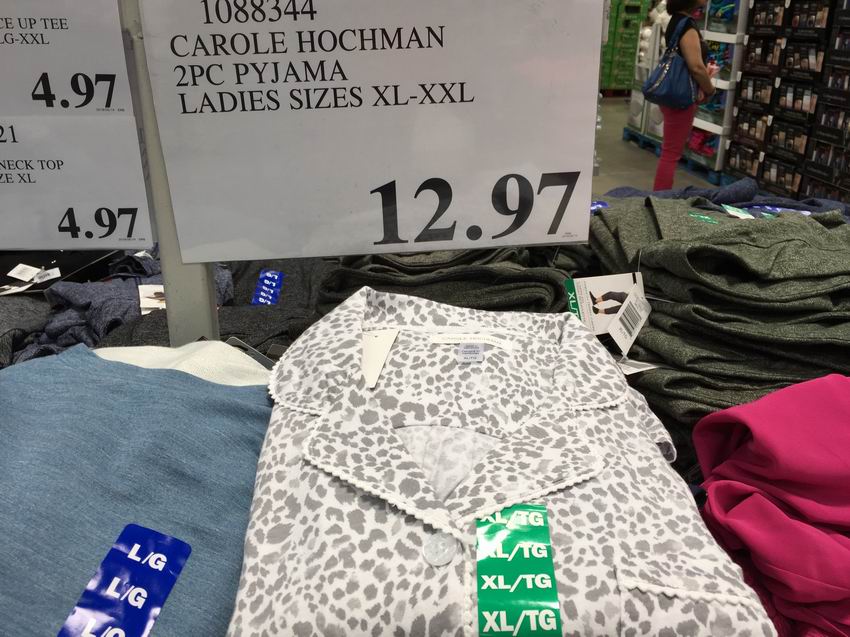 CE UP TEE
LG-XXL
4.97
21
NECK TOP
ZE XL
4.97
1088344
CAROLE HOCHMAN
2PC PYJAMA
LADIES SIZES XL-XXL
12.97
XL/TG
XL/TG
XL/TG
XL/TG
L/G
L/G
L/G